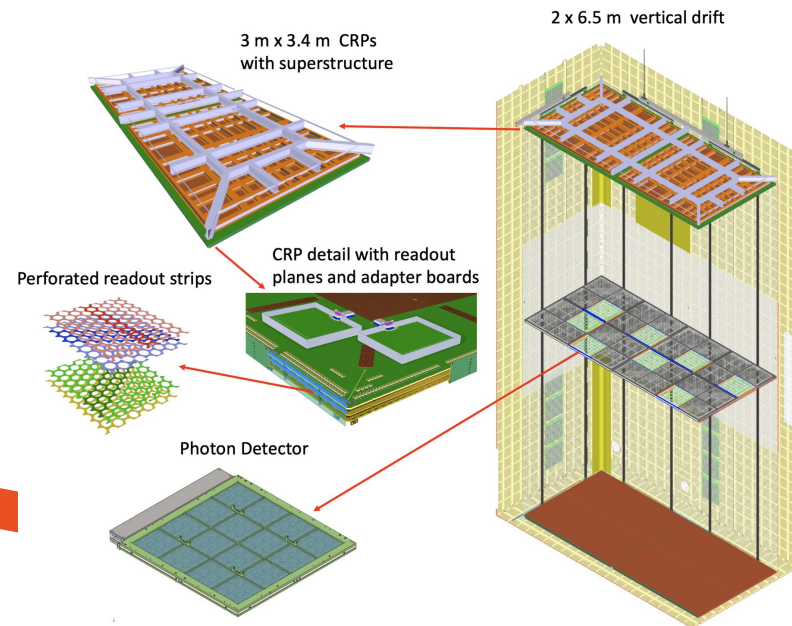 2 x 6.5 m vertical drift
3 m x 3.4 m CRPs
with superstructure
CRP detail with readout
planes and adapter boards
Perforated readout strips
Photon Detector